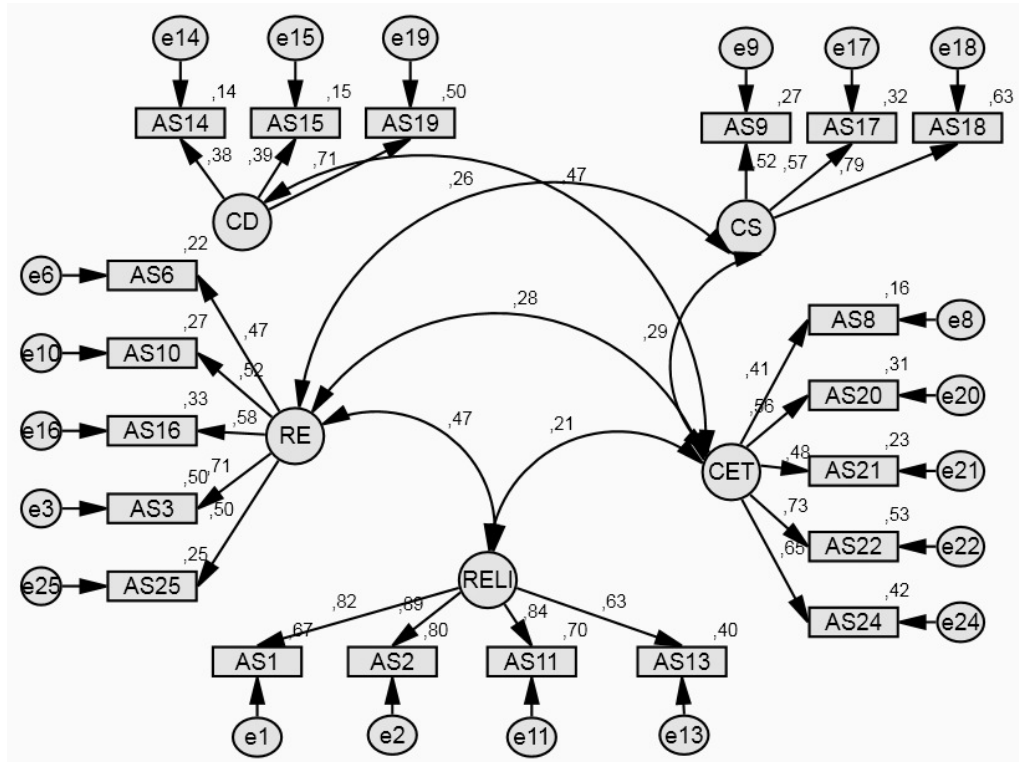 e14 e15 e19 e9 e17 e18
,14 ,15 ,50 ,27 ,32 ,63
AS14 AS15 AS19 AS9 AS17 AS18
,38 ,39 ,71 ,52 ,57 ,79
,26 ,47
CD CS
,22
e6 AS6
,28 ,16
AS8 e8
,27 ,47 ,29
e10 AS10
,52 ,41 ,31
,56 AS20 e20
,33 ,58
e16 AS16 RE ,47 ,21
,48 ,23
CET AS21 e21
,50 ,71
e3 AS3 ,50
,73 ,53
,65 AS22 e22
,25
e25 AS25 RELI
,42
,82 ,89 ,84 ,63
AS24 e24
,67 ,80 ,70 ,40
AS1 AS2 AS11 AS13
e1 e2 e11 e13